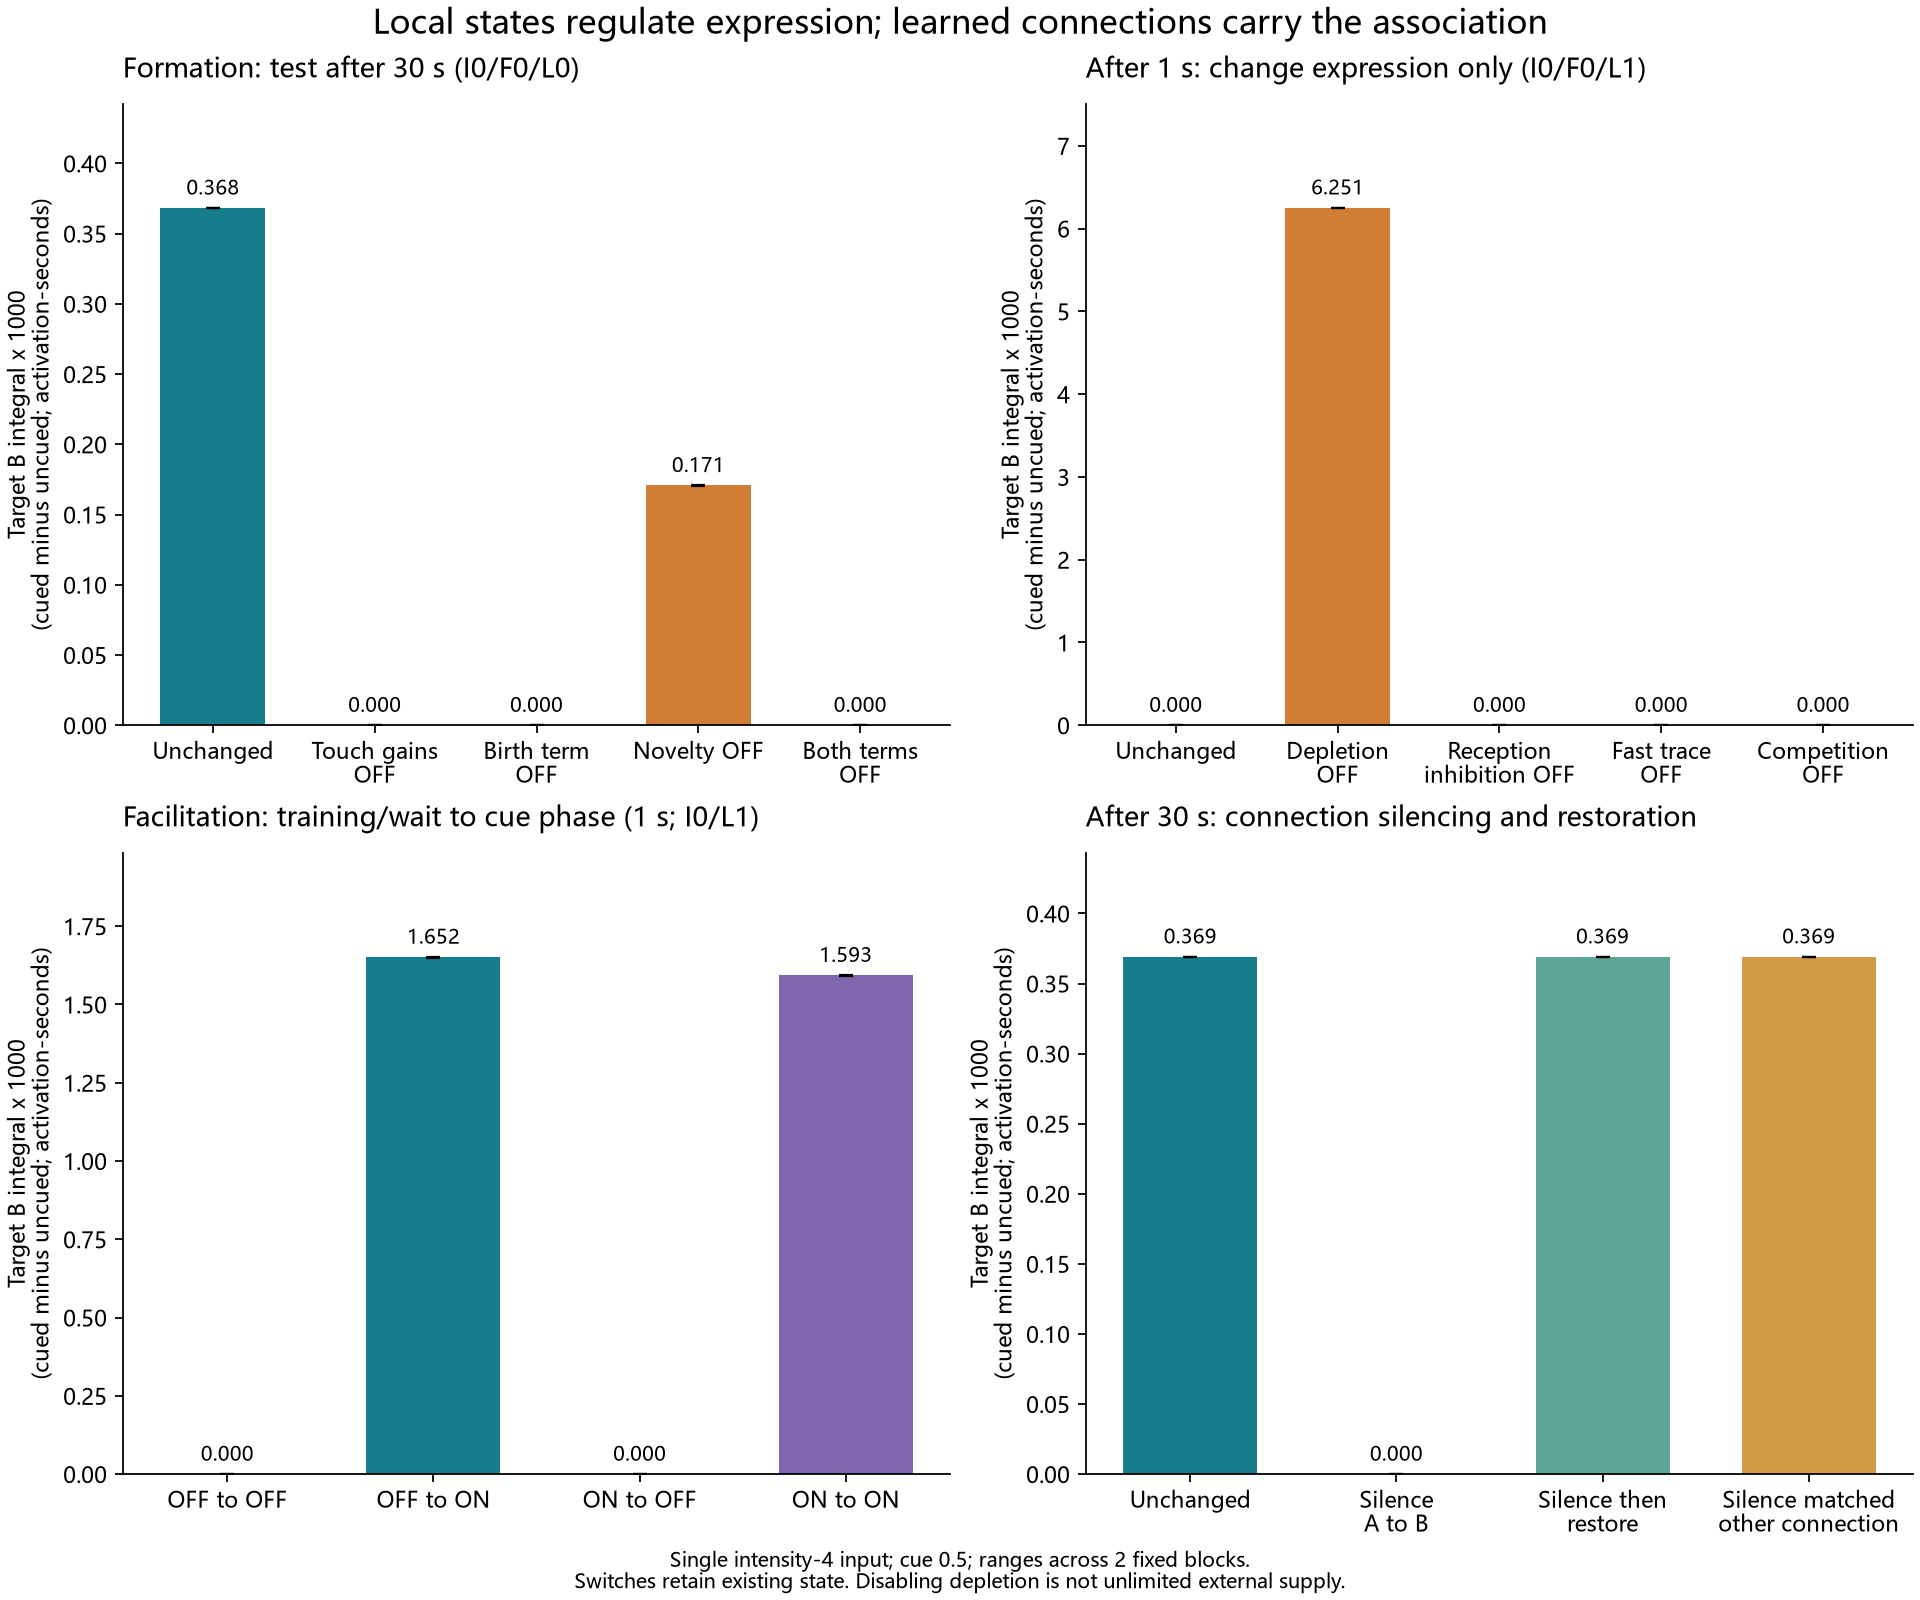 Local states regulate expression; learned connections carry the association
Formation: test after 30 s (I0/F0/L0)
Target B integral x 1000
(cued minus uncued; activation-seconds)
0.40
0.35
0.30
0.25
0.20
0.15
0.10
0.05
0.00
0.368
0.000
0.000
0.171
0.000
Unchanged
Touch gains
OFF
Birth term
OFF
Novelty OFF
Both terms
OFF
After 1 s: change expression only (I0/F0/L1)
Target B integral x 1000
(cued minus uncued; activation-seconds)
7
6
5
4
3
2
1
0
0.000
6.251
0.000
0.000
0.000
Unchanged
Depletion
OFF
Reception
inhibition OFF
Fast trace
OFF
Competition
OFF
Facilitation: training/wait to cue phase (1 s; I0/L1)
Target B integral x 1000
(cued minus uncued; activation-seconds)
1.75
1.50
1.25
1.00
0.75
0.50
0.25
0.00
0.000
1.652
0.000
1.593
OFF to OFF
OFF to ON
ON to OFF
ON to ON
After 30 s: connection silencing and restoration
Target B integral x 1000
(cued minus uncued; activation-seconds)
0.40
0.35
0.30
0.25
0.20
0.15
0.10
0.05
0.00
0.369
0.000
0.369
0.369
Unchanged
Silence
A to B
Silence then
restore
Silence matched
other connection
Single intensity-4 input; cue 0.5; ranges across 2 fixed blocks.
Switches retain existing state. Disabling depletion is not unlimited external supply.